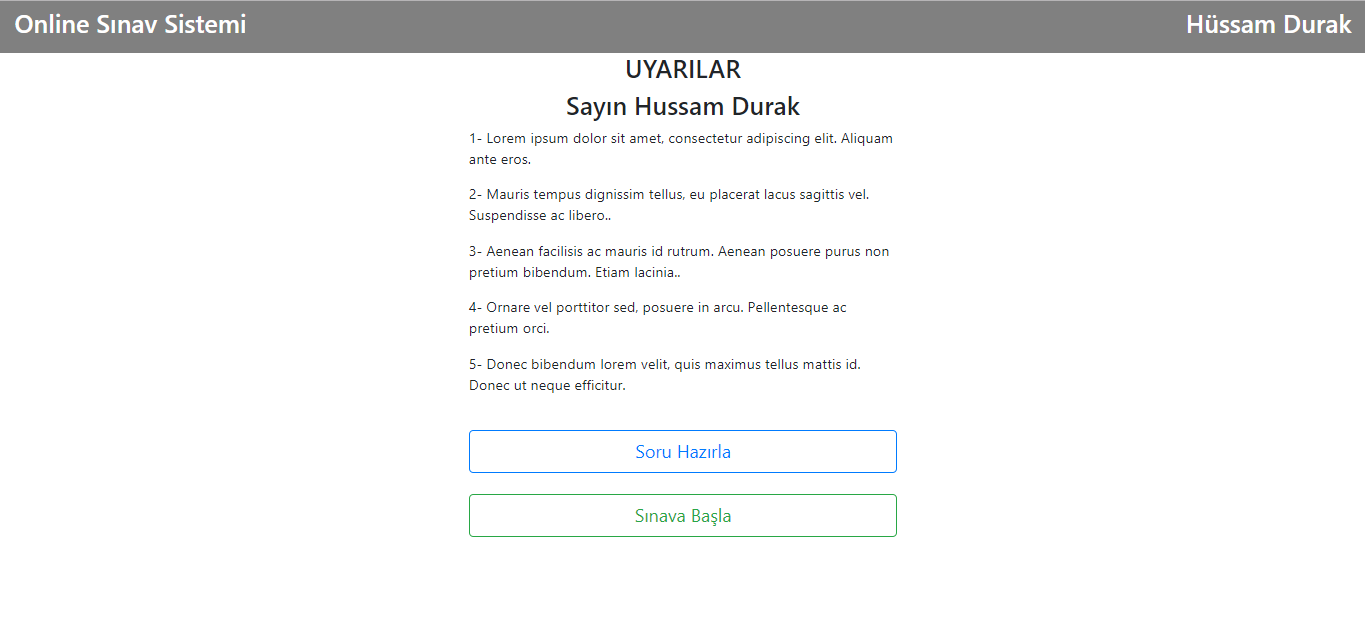 Online Sınav Sistemi
Hüssam Durak
UYARILAR
Sayın Hussam Durak
1- Lorem ipsum dolor sit amet, consectetur adipiscing elit. Aliquam
ante eros.
2- Mauris tempus dignissim tellus, eu placerat lacus sagittis vel.
Suspendisse ac libero..
3- Aenean facilisis ac mauris id rutrum. Aenean posuere purus non
pretium bibendum. Etiam lacinia..
4- Ornare vel porttitor sed, posuere in arcu. Pellentesque ac
pretium orci.
5- Donec bibendum lorem velit, quis maximus tellus mattis id.
Donec ut neque efficitur.
Soru Hazırla
Sınava Başla